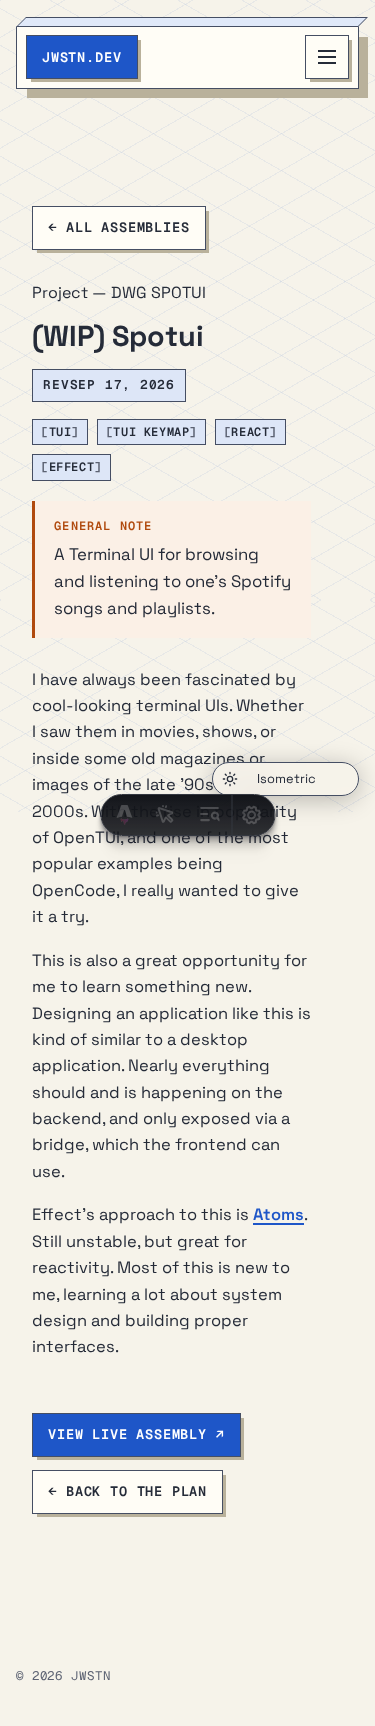 JWSTN.DEV
← ALL ASSEMBLIES
Project — DWG SPOTUI
(WIP) Spotui
REVSEP 17, 2026
[TUI] [TUI KEYMAP] [REACT]
[EFFECT]
GENERAL NOTE
A Terminal UI for browsing
and listening to one's Spotify
songs and playlists.
I have always been fascinated by
cool-looking terminal UIs. Whether
I saw them in movies, shows, or
inside some old magazines or
Isometric
images of the late '90s
2000s. With the
of OpenTUI, and one of the most
popular examples being
OpenCode, I really wanted to give
it a try.
This is also a great opportunity for
me to learn something new.
Designing an application like this is
kind of similar to a desktop
application. Nearly everything
should and is happening on the
backend, and only exposed via a
bridge, which the frontend can
use.
Effect's approach to this is Atoms.
Still unstable, but great for
reactivity. Most of this is new to
me, learning a lot about system
design and building proper
interfaces.
VIEW LIVE ASSEMBLY ↗
← BACK TO THE PLAN
© 2026 JWSTN